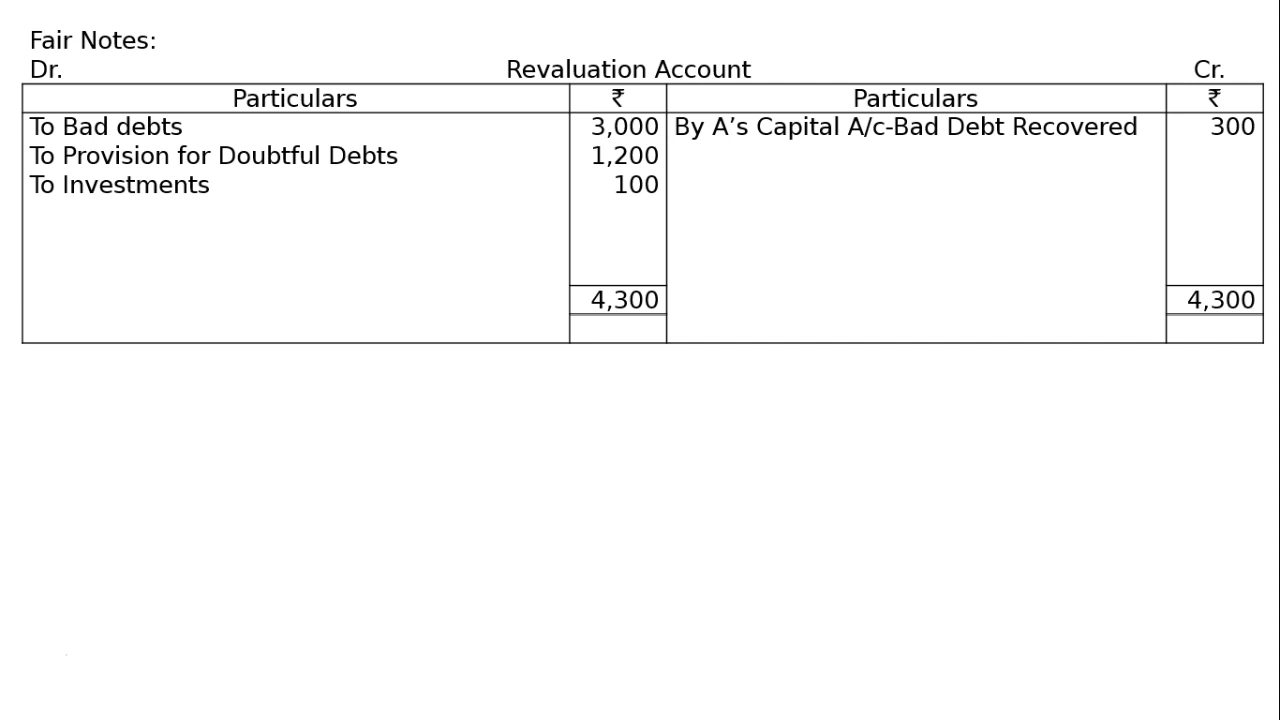 Fair Notes:
Dr. Revaluation Account Cr.
Particulars ₹ Particulars ₹
To Bad debts 3,000 By A’s Capital A/c-Bad Debt Recovered 300
To Provision for Doubtful Debts 1,200
To Investments 100
4,300 4,300